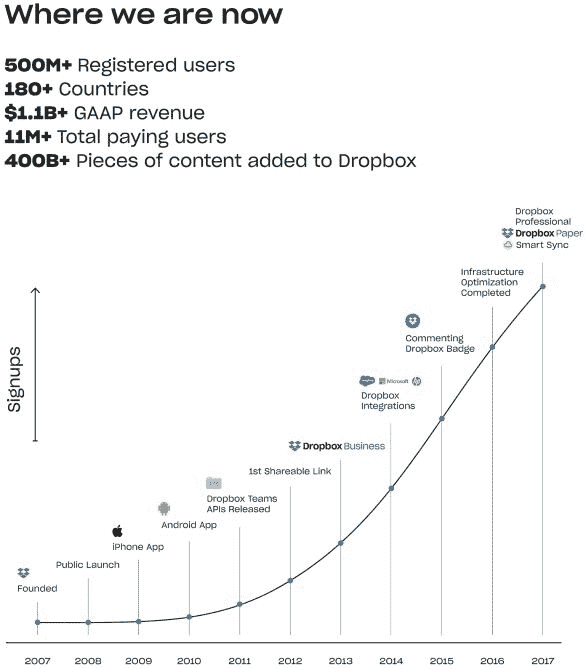 Where we are now
500M+ Registered users
180+ Countries
$1.1B+ GAAP revenue
11M+ Total paying users
400B+ Pieces of content added to Dropbox
Dropbox
Professional
Dropbox Paper
Smart Sync
Infrastructure
Optimization
Completed
Commenting
Dropbox Badge
Microsoft
hp
Dropbox
Integrations
Dropbox Business
1st Shareable Link
Dropbox Teams
APIs Released
Android App
iPhone App
Public Launch
Founded
Signups
2007 2008 2009 2010 2011 2012 2013 2014 2015 2016 2017